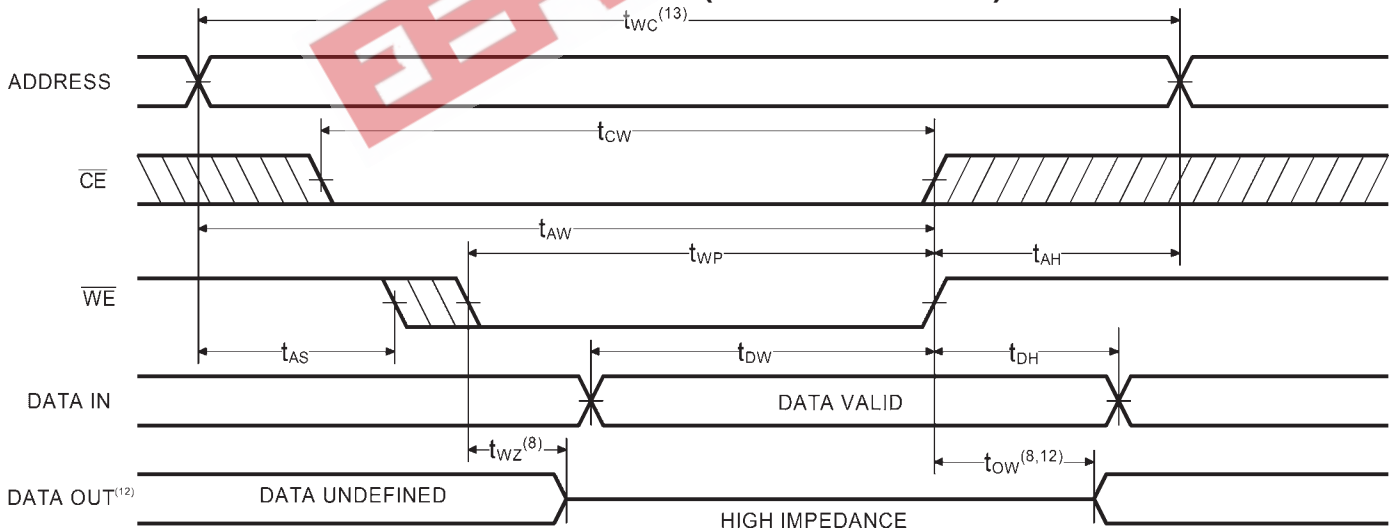 tWC(13)
ADDRESS
tCW
CE
tAW
tWP
tAH
WE
tAS
tDW
tDH
DATA IN
DATA VALID
tWZ(8)
tOW(8,12)
DATA OUT(12)
DATA UNDEFINED
HIGH IMPEDANCE